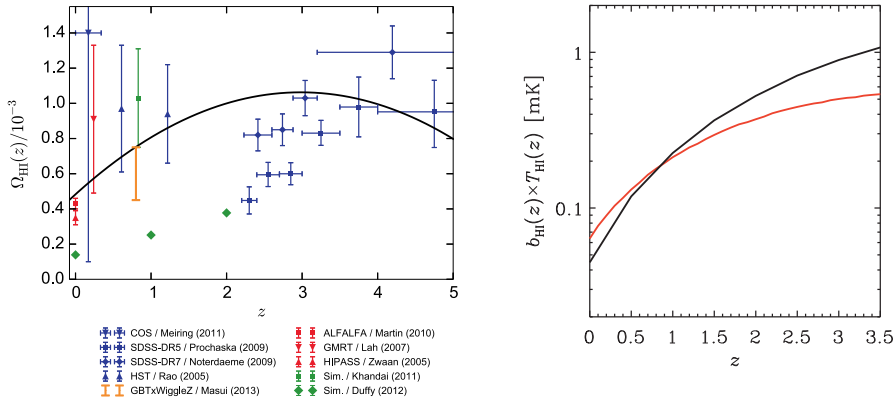 1.4
1.2
1.0
0.8
0.6
0.4
0.2
0.0
Ω_HI(z)/10^-3
0 1 2 3 4 5
z
COS / Meiring (2011)
SDSS-DR5 / Prochaska (2009)
SDSS-DR7 / Noterdaeme (2009)
HST / Rao (2005)
GBTxWiggleZ / Masui (2013)
ALFALFA / Martin (2010)
GMRT / Lah (2007)
HIPASS / Zwaan (2005)
Sim. / Khandai (2011)
Sim. / Duffy (2012)
1
0.1
b_HI(z)×T_HI(z) [mK]
0 0.5 1 1.5 2 2.5 3 3.5
z